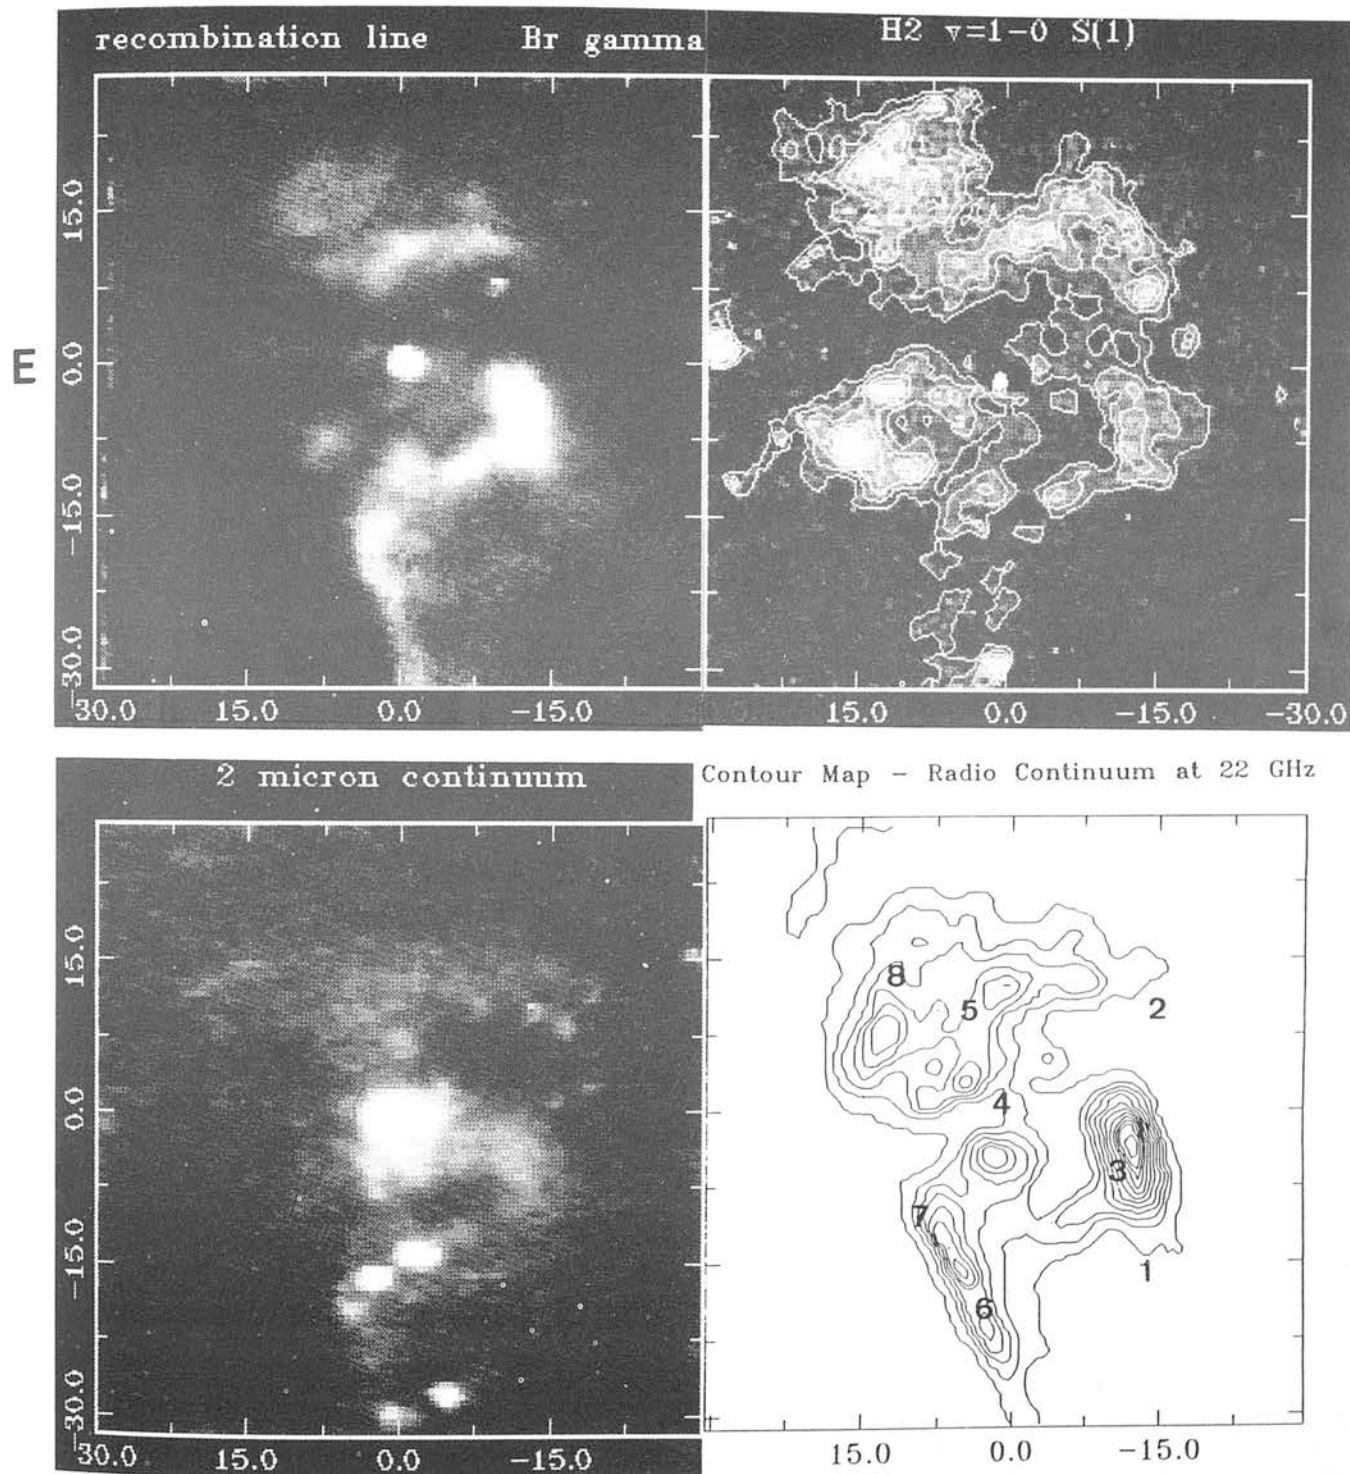 recombination line Br gamma
H2 v=1-0 S(1)
E
15.0
0.0
-15.0
-30.0
30.0 15.0 0.0 -15.0
15.0 0.0 -15.0 -30.0
2 micron continuum
Contour Map - Radio Continuum at 22 GHz
15.0
0.0
-15.0
-30.0
30.0 15.0 0.0 -15.0
8
5
2
4
3
7
1
6
15.0 0.0 -15.0